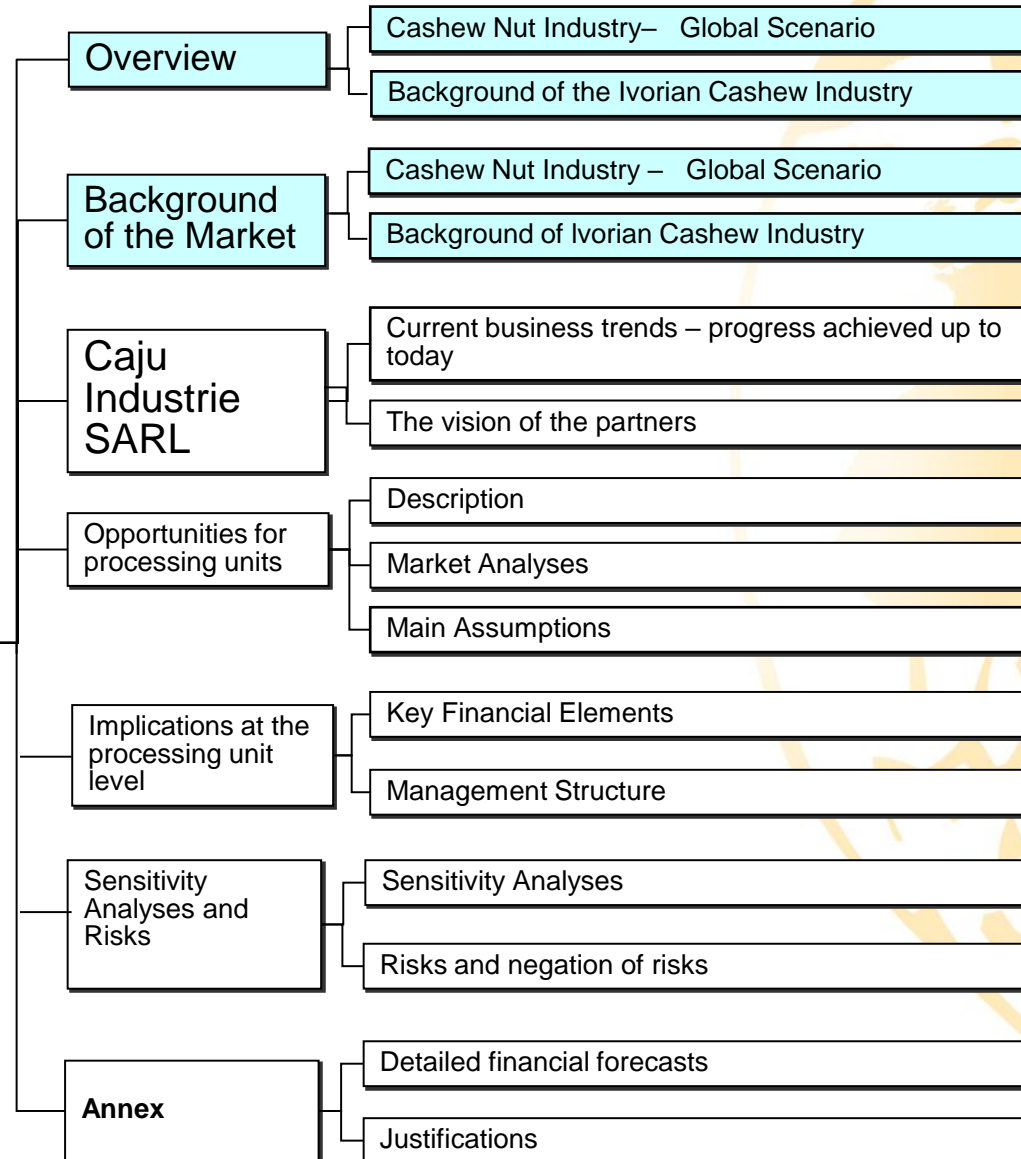 Overview
Cashew Nut Industry– Global Scenario
Background of the Ivorian Cashew Industry
Background
of the Market
Cashew Nut Industry – Global Scenario
Background of Ivorian Cashew Industry
Caju
Industrie
SARL
Current business trends – progress achieved up to
today
The vision of the partners
Opportunities for
processing units
Description
Market Analyses
Main Assumptions
Implications at the
processing unit
level
Key Financial Elements
Management Structure
Sensitivity
Analyses and
Risks
Sensitivity Analyses
Risks and negation of risks
Annex
Detailed financial forecasts
Justifications